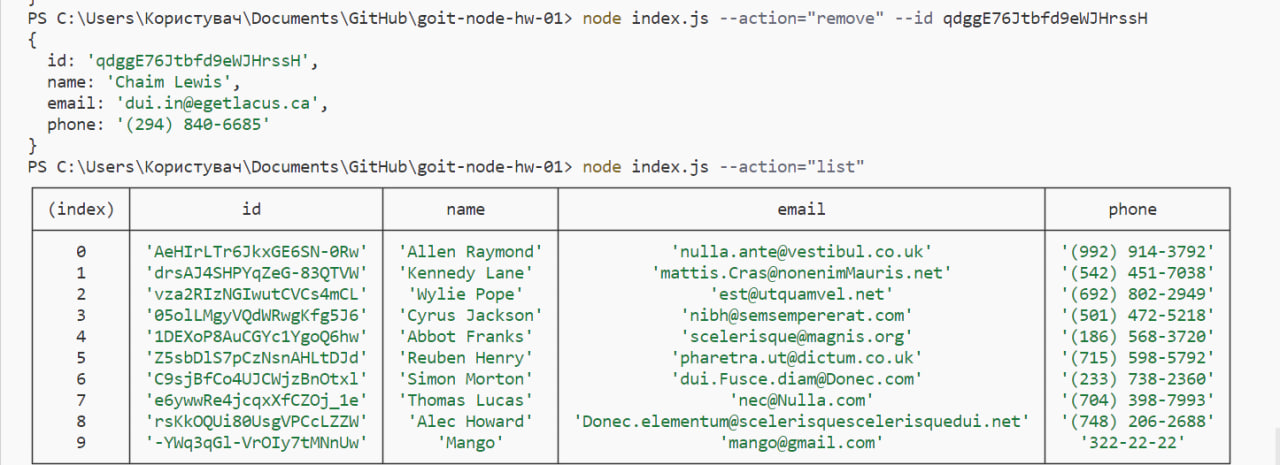 }
PS C:\Users\Користувач\Documents\GitHub\goit-node-hw-01> node index.js --action="remove" --id qdggE76Jtbfd9eWJHrssH
{
id: 'qdggE76Jtbfd9eWJHrssH',
name: 'Chaim Lewis',
email: 'dui.in@egetlacus.ca',
phone: '(294) 840-6685'
}
PS C:\Users\Користувач\Documents\GitHub\goit-node-hw-01> node index.js --action="list"
(index) id name email phone
0 'AeHIrLTr6JkxGE6SN-0Rw' 'Allen Raymond' 'nulla.ante@vestibul.co.uk' '(992) 914-3792'
1 'drsAJ4SHPYqZeG-83QTVW' 'Kennedy Lane' 'mattis.Cras@nonenimMauris.net' '(542) 451-7038'
2 'vza2RIzNGIwutCVCs4mCL' 'Wylie Pope' 'est@utquamvel.net' '(692) 802-2949'
3 '05olLMgyVQdWRwgKfg5J6' 'Cyrus Jackson' 'nibh@semsempererat.com' '(501) 472-5218'
4 '1DEXoP8AuCGYc1YgoQ6hw' 'Abbot Franks' 'scelerisque@magnis.org' '(186) 568-3720'
5 'Z5sbDlS7pCzNsnAHLtDJd' 'Reuben Henry' 'pharetra.ut@dictum.co.uk' '(715) 598-5792'
6 'C9sjBfCo4UJCWjzBnOtxl' 'Simon Morton' 'dui.Fusce.diam@Donec.com' '(233) 738-2360'
7 'e6ywwRe4jcqxXfCZOj_1e' 'Thomas Lucas' 'nec@Nulla.com' '(704) 398-7993'
8 'rsKkOQUi80UsgVPCcLZZW' 'Alec Howard' 'Donec.elementum@scelerisquescelerisquedui.net' '(748) 206-2688'
9 '-YWq3qGl-VrOIy7tMNnUw' 'Mango' 'mango@gmail.com' '322-22-22'